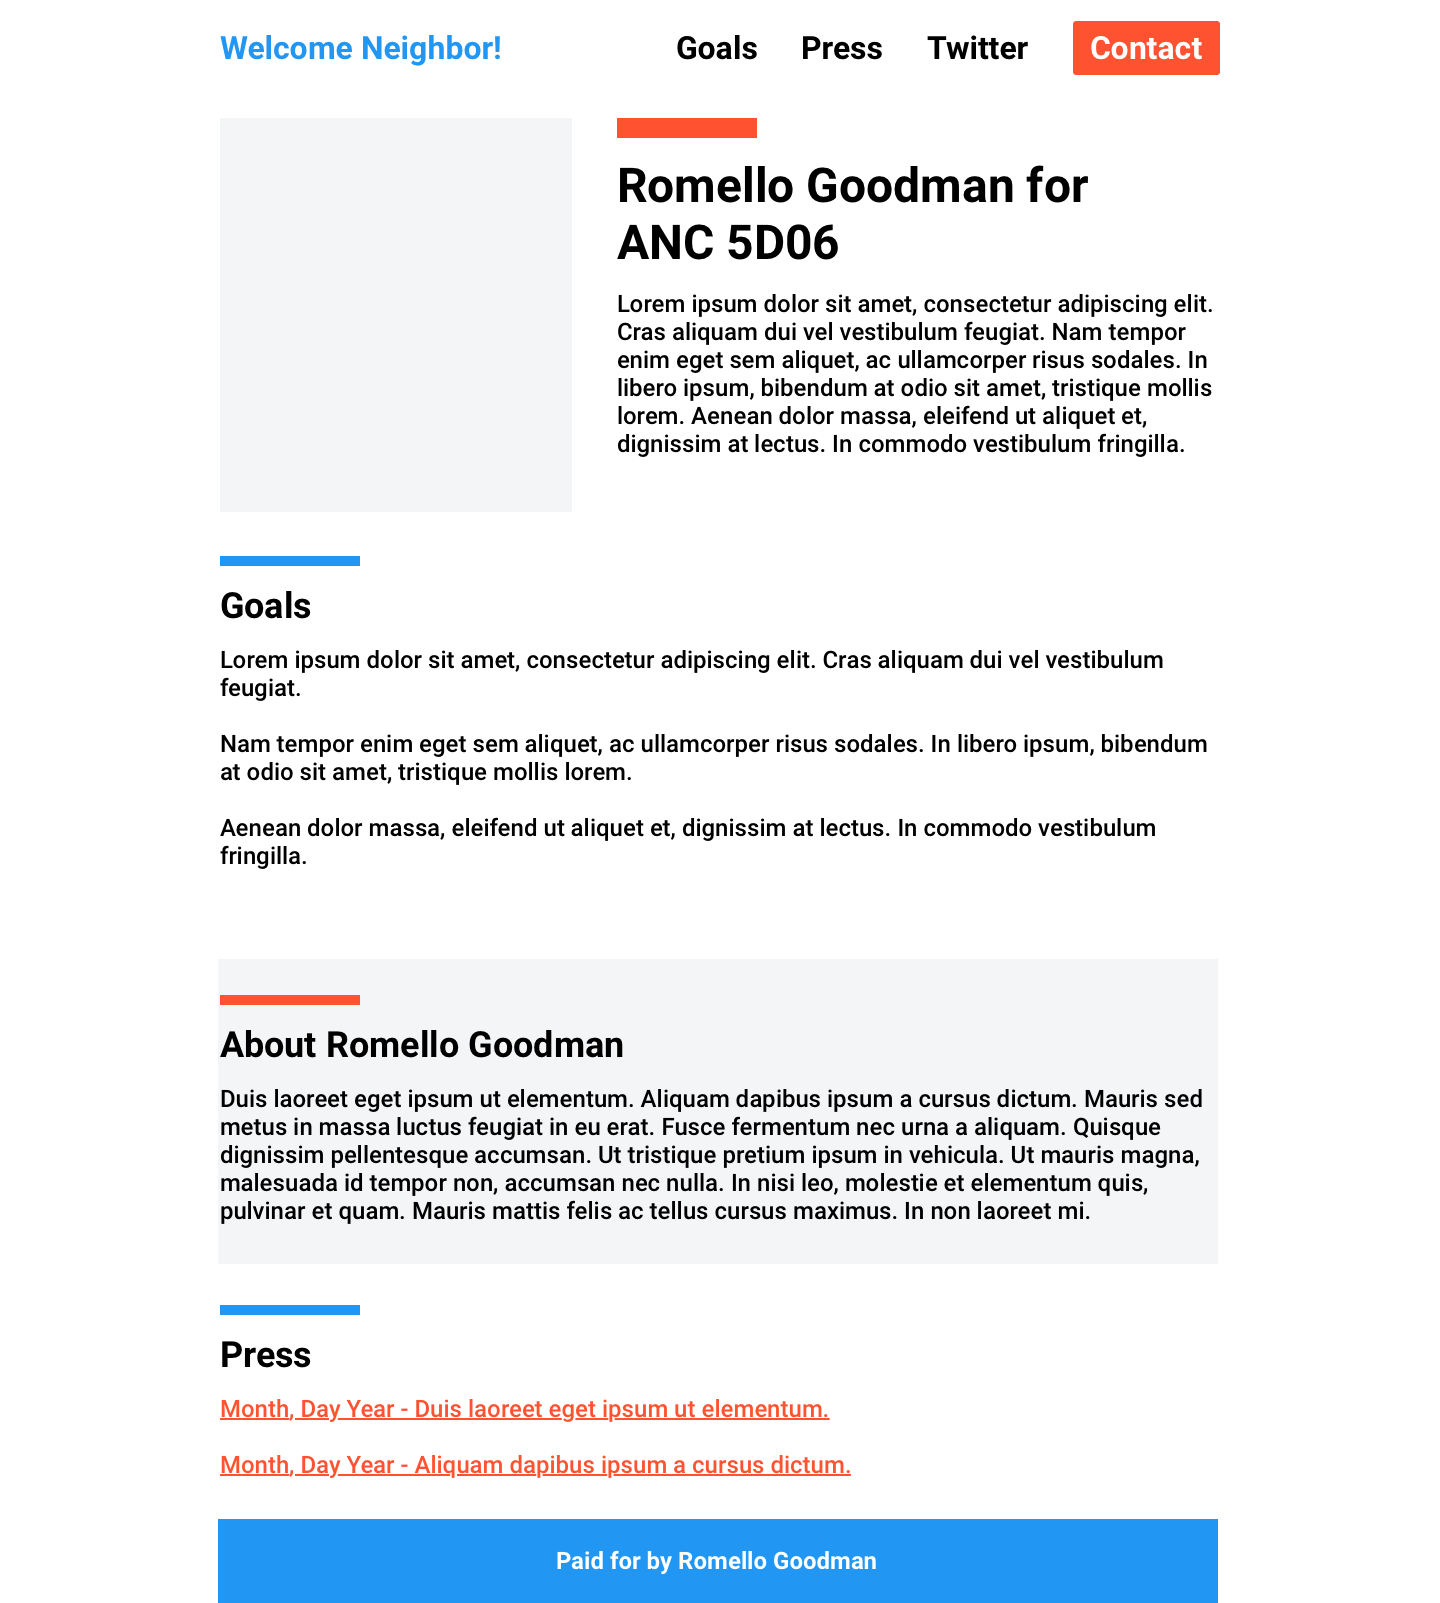 Welcome Neighbor!
Goals Press Twitter Contact
Romello Goodman for
ANC 5D06
Lorem ipsum dolor sit amet, consectetur adipiscing elit.
Cras aliquam dui vel vestibulum feugiat. Nam tempor
enim eget sem aliquet, ac ullamcorper risus sodales. In
libero ipsum, bibendum at odio sit amet, tristique mollis
lorem. Aenean dolor massa, eleifend ut aliquet et,
dignissim at lectus. In commodo vestibulum fringilla.
Goals
Lorem ipsum dolor sit amet, consectetur adipiscing elit. Cras aliquam dui vel vestibulum
feugiat.
Nam tempor enim eget sem aliquet, ac ullamcorper risus sodales. In libero ipsum, bibendum
at odio sit amet, tristique mollis lorem.
Aenean dolor massa, eleifend ut aliquet et, dignissim at lectus. In commodo vestibulum
fringilla.
About Romello Goodman
Duis laoreet eget ipsum ut elementum. Aliquam dapibus ipsum a cursus dictum. Mauris sed
metus in massa luctus feugiat in eu erat. Fusce fermentum nec urna a aliquam. Quisque
dignissim pellentesque accumsan. Ut tristique pretium ipsum in vehicula. Ut mauris magna,
malesuada id tempor non, accumsan nec nulla. In nisi leo, molestie et elementum quis,
pulvinar et quam. Mauris mattis felis ac tellus cursus maximus. In non laoreet mi.
Press
Month, Day Year - Duis laoreet eget ipsum ut elementum.
Month, Day Year - Aliquam dapibus ipsum a cursus dictum.
Paid for by Romello Goodman